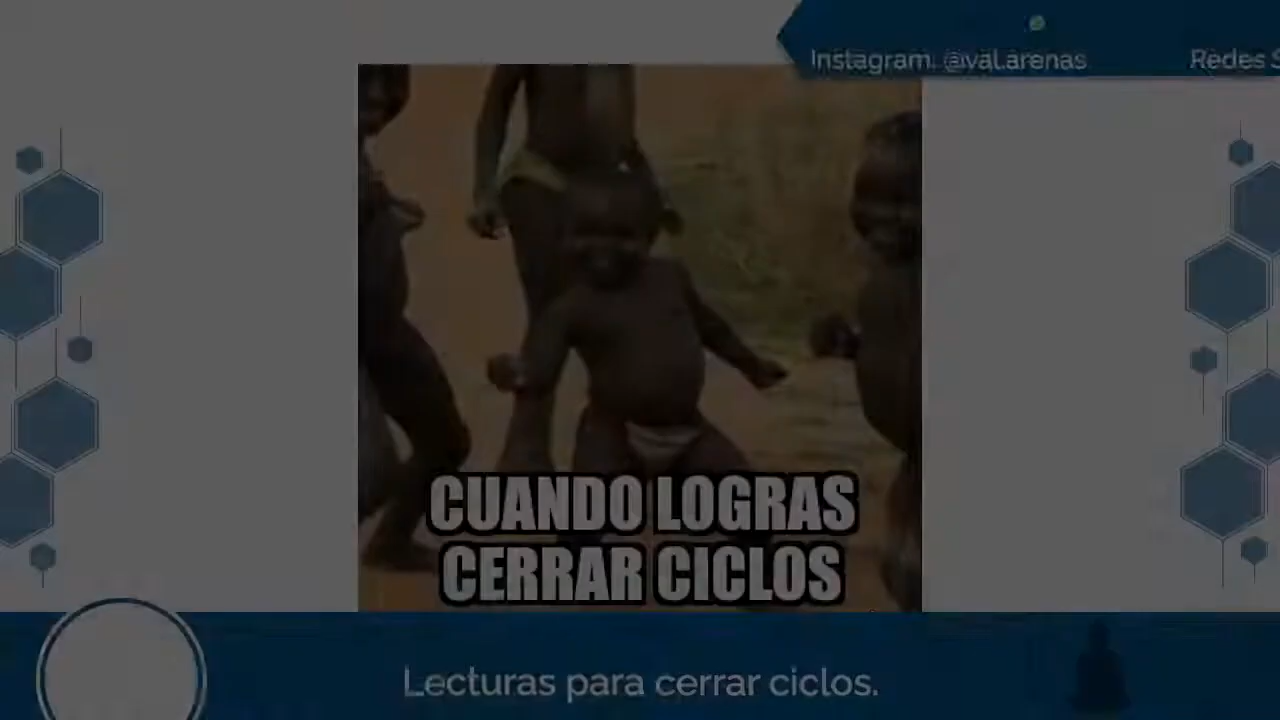 Instagram: @val.arenas
Redes S
CUANDO LOGRAS
CERRAR CICLOS
Lecturas para cerrar ciclos.